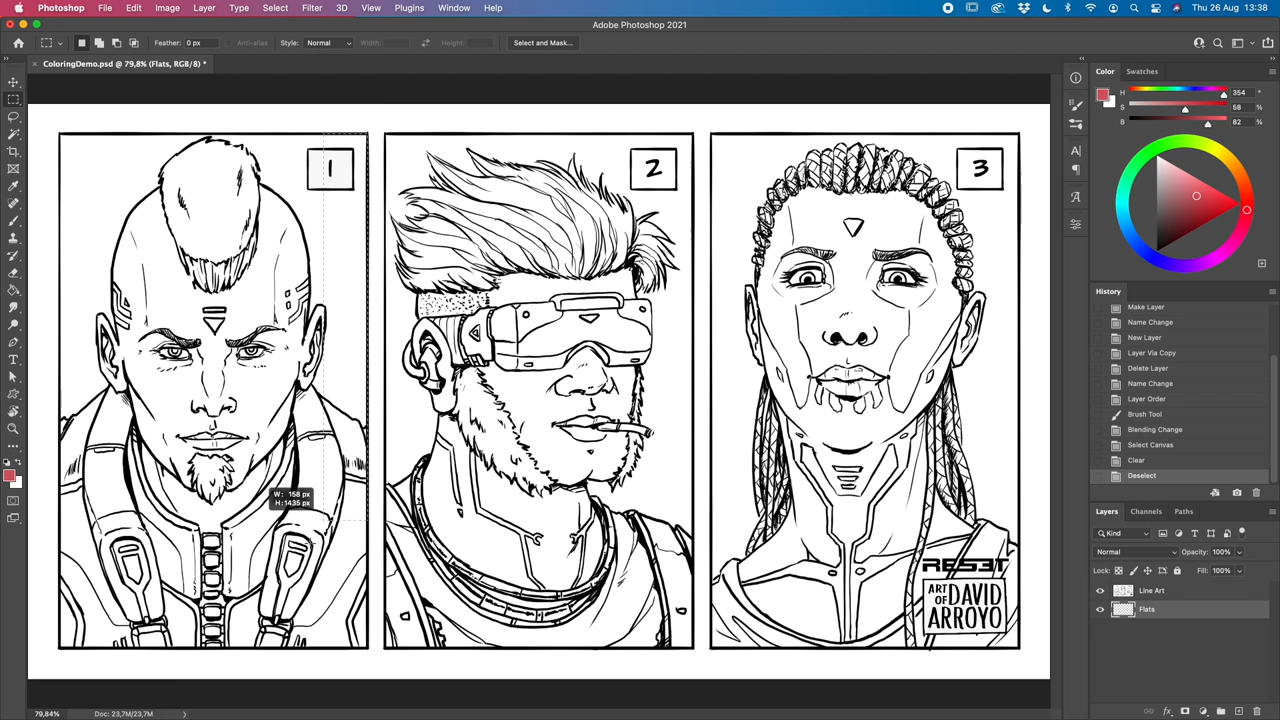 Photoshop File Edit Image Layer Type Select Filter 3D View Plugins Window Help Thu 26 Aug 13:38
Adobe Photoshop 2021
Feather: 0 px Anti-alias Style: Normal Width: Height: Select and Mask...
ColoringDemo.psd @ 79,8% (Flats, RGB/8) *
Color Swatches
H 354 °
S 58 %
B 82 %
1
2
3
History
Make Layer
Name Change
New Layer
Layer Via Copy
Delete Layer
Name Change
Layer Order
Brush Tool
Blending Change
Select Canvas
Clear
Deselect
W: 158 px
H: 1435 px
RES3T
ART OF DAVID ARROYO
Layers Channels Paths
Kind
Normal Opacity: 100%
Lock: Fill: 100%
Line Art
Flats
79,84% Doc: 23,7M/23,7M